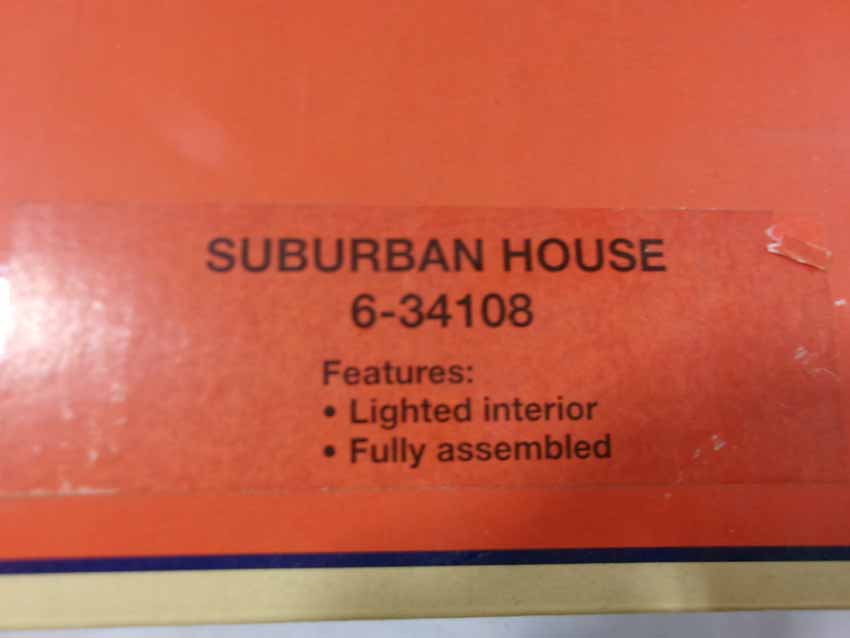 SUBURBAN HOUSE
6-34108
Features:
• Lighted interior
• Fully assembled